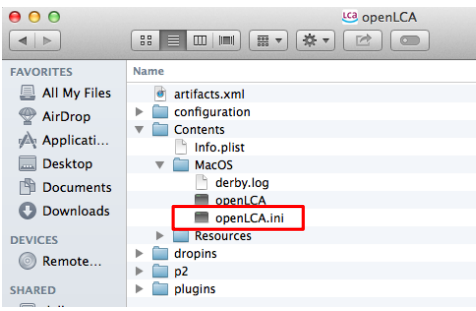 LCA openLCA
FAVORITES
All My Files
AirDrop
Applicati...
Desktop
Documents
Downloads
DEVICES
Remote...
SHARED
Name
artifacts.xml
configuration
Contents
Info.plist
MacOS
derby.log
openLCA
openLCA.ini
Resources
dropins
p2
plugins